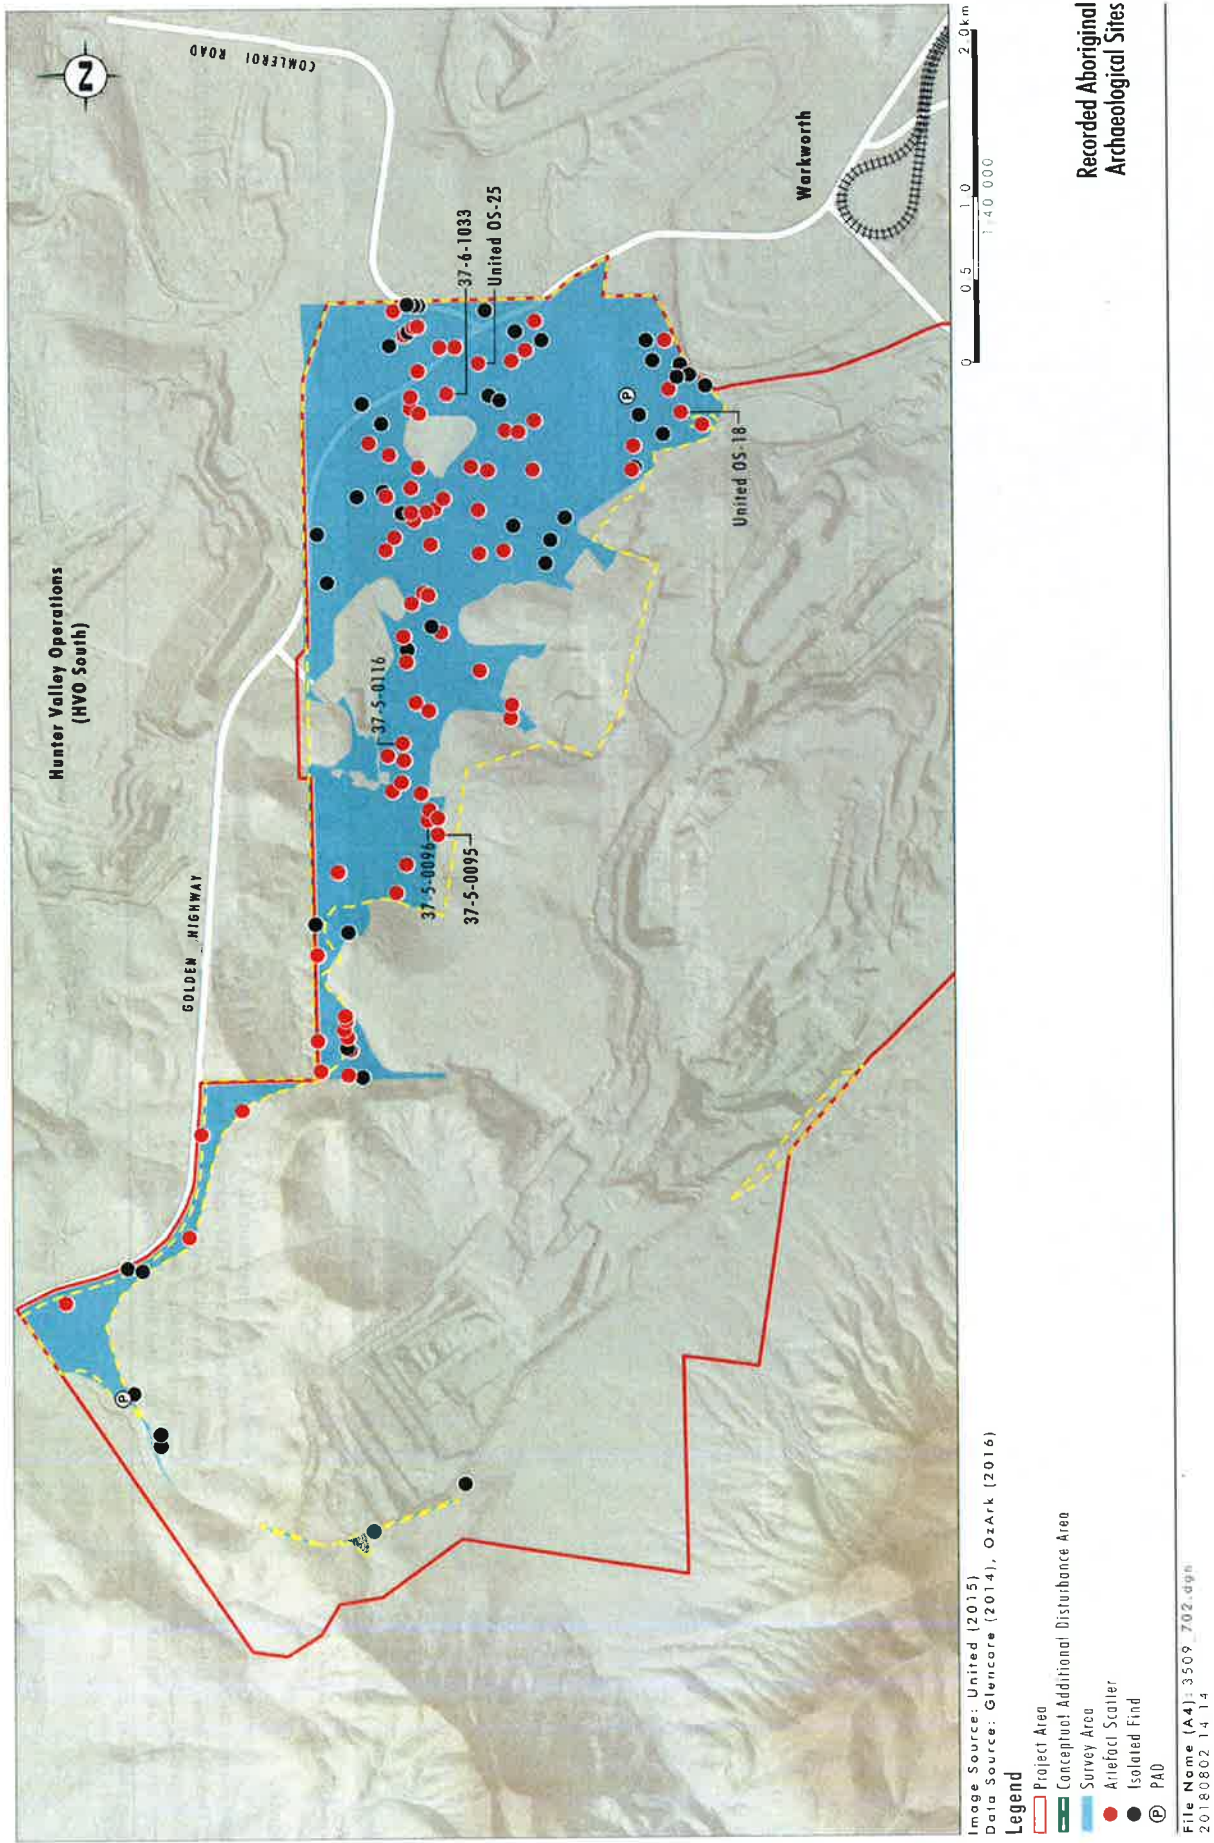 N
COMLEROI ROAD
Hunter Valley Operations
(HVO South)
GOLDEN HIGHWAY
37-6-1033
United OS-25
Warkworth
37-5-0116
37-5-0096
37-5-0095
United OS-18
P
P
Image Source: United (2015)
Data Source: Glencore (2014), OzArk (2016)
0 0.5 1.0 2.0km
1:40 000
Legend
Project Area
Conceptual Additional Disturbance Area
Survey Area
Artefact Scatter
Isolated Find
P PAD
Recorded Aboriginal
Archaeological Sites
File Name (A4): 3509_702.dgn
20180802 14.14